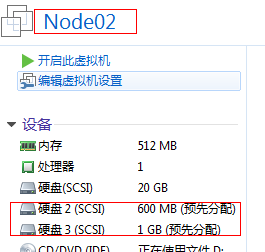 Node02
开启此虚拟机
编辑虚拟机设置
设备
内存 512 MB
处理器 1
硬盘(SCSI) 20 GB
硬盘 2 (SCSI) 600 MB (预先分配)
硬盘 3 (SCSI) 1 GB (预先分配)
CD/DVD (IDE) 正在使用文件 D: